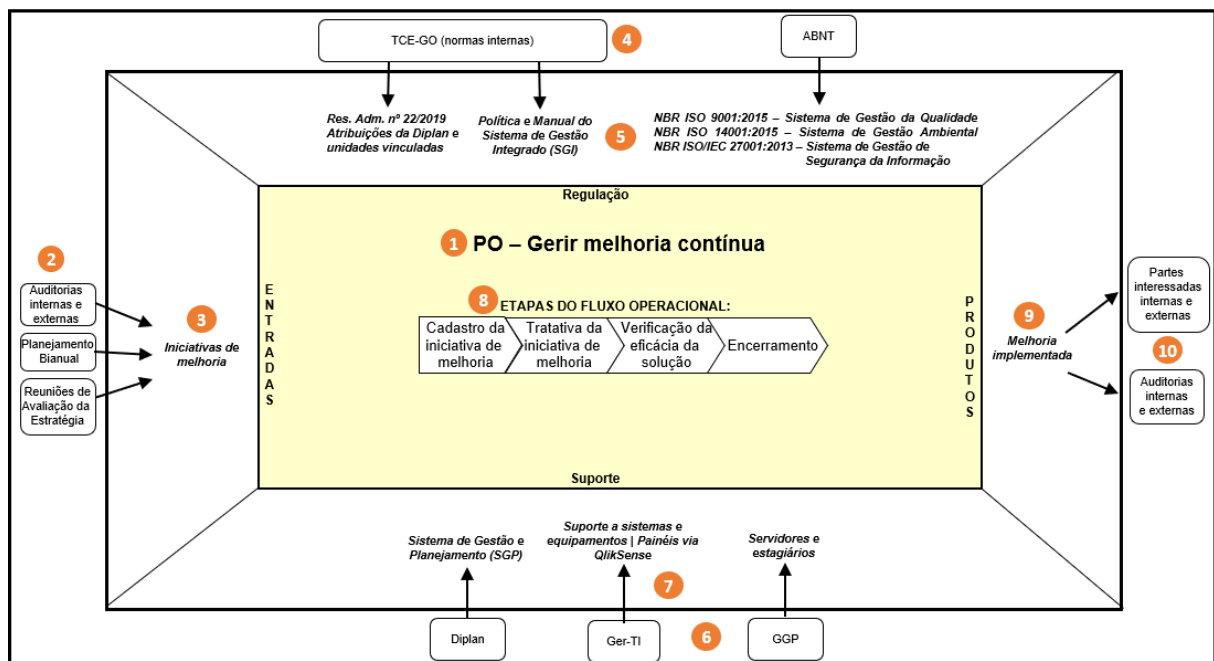 TCE-GO (normas internas)
4
ABNT
Res. Adm. nº 22/2019
Atribuições da Diplan e
unidades vinculadas
Política e Manual do
Sistema de Gestão
Integrado (SGI)
5
NBR ISO 9001:2015 – Sistema de Gestão da Qualidade
NBR ISO 14001:2015 – Sistema de Gestão Ambiental
NBR ISO/IEC 27001:2013 – Sistema de Gestão de
Segurança da Informação
Regulação
1 PO – Gerir melhoria contínua
2
Auditorias
internas e
externas
Planejamento
Bianual
Reuniões de
Avaliação da
Estratégia
3
Iniciativas de
melhoria
ENTRADAS
8 ETAPAS DO FLUXO OPERACIONAL:
Cadastro da
iniciativa de
melhoria
Tratativa da
iniciativa de
melhoria
Verificação da
eficácia da
solução
Encerramento
PRODUTOS
9
Melhoria
implementada
Partes
interessadas
internas e
externas
10
Auditorias
internas
e externas
Suporte
Sistema de Gestão e
Planejamento (SGP)
Suporte a sistemas e
equipamentos | Painéis via
QlikSense
Servidores e
estagiários
7
Diplan
Ger-TI
6
GGP